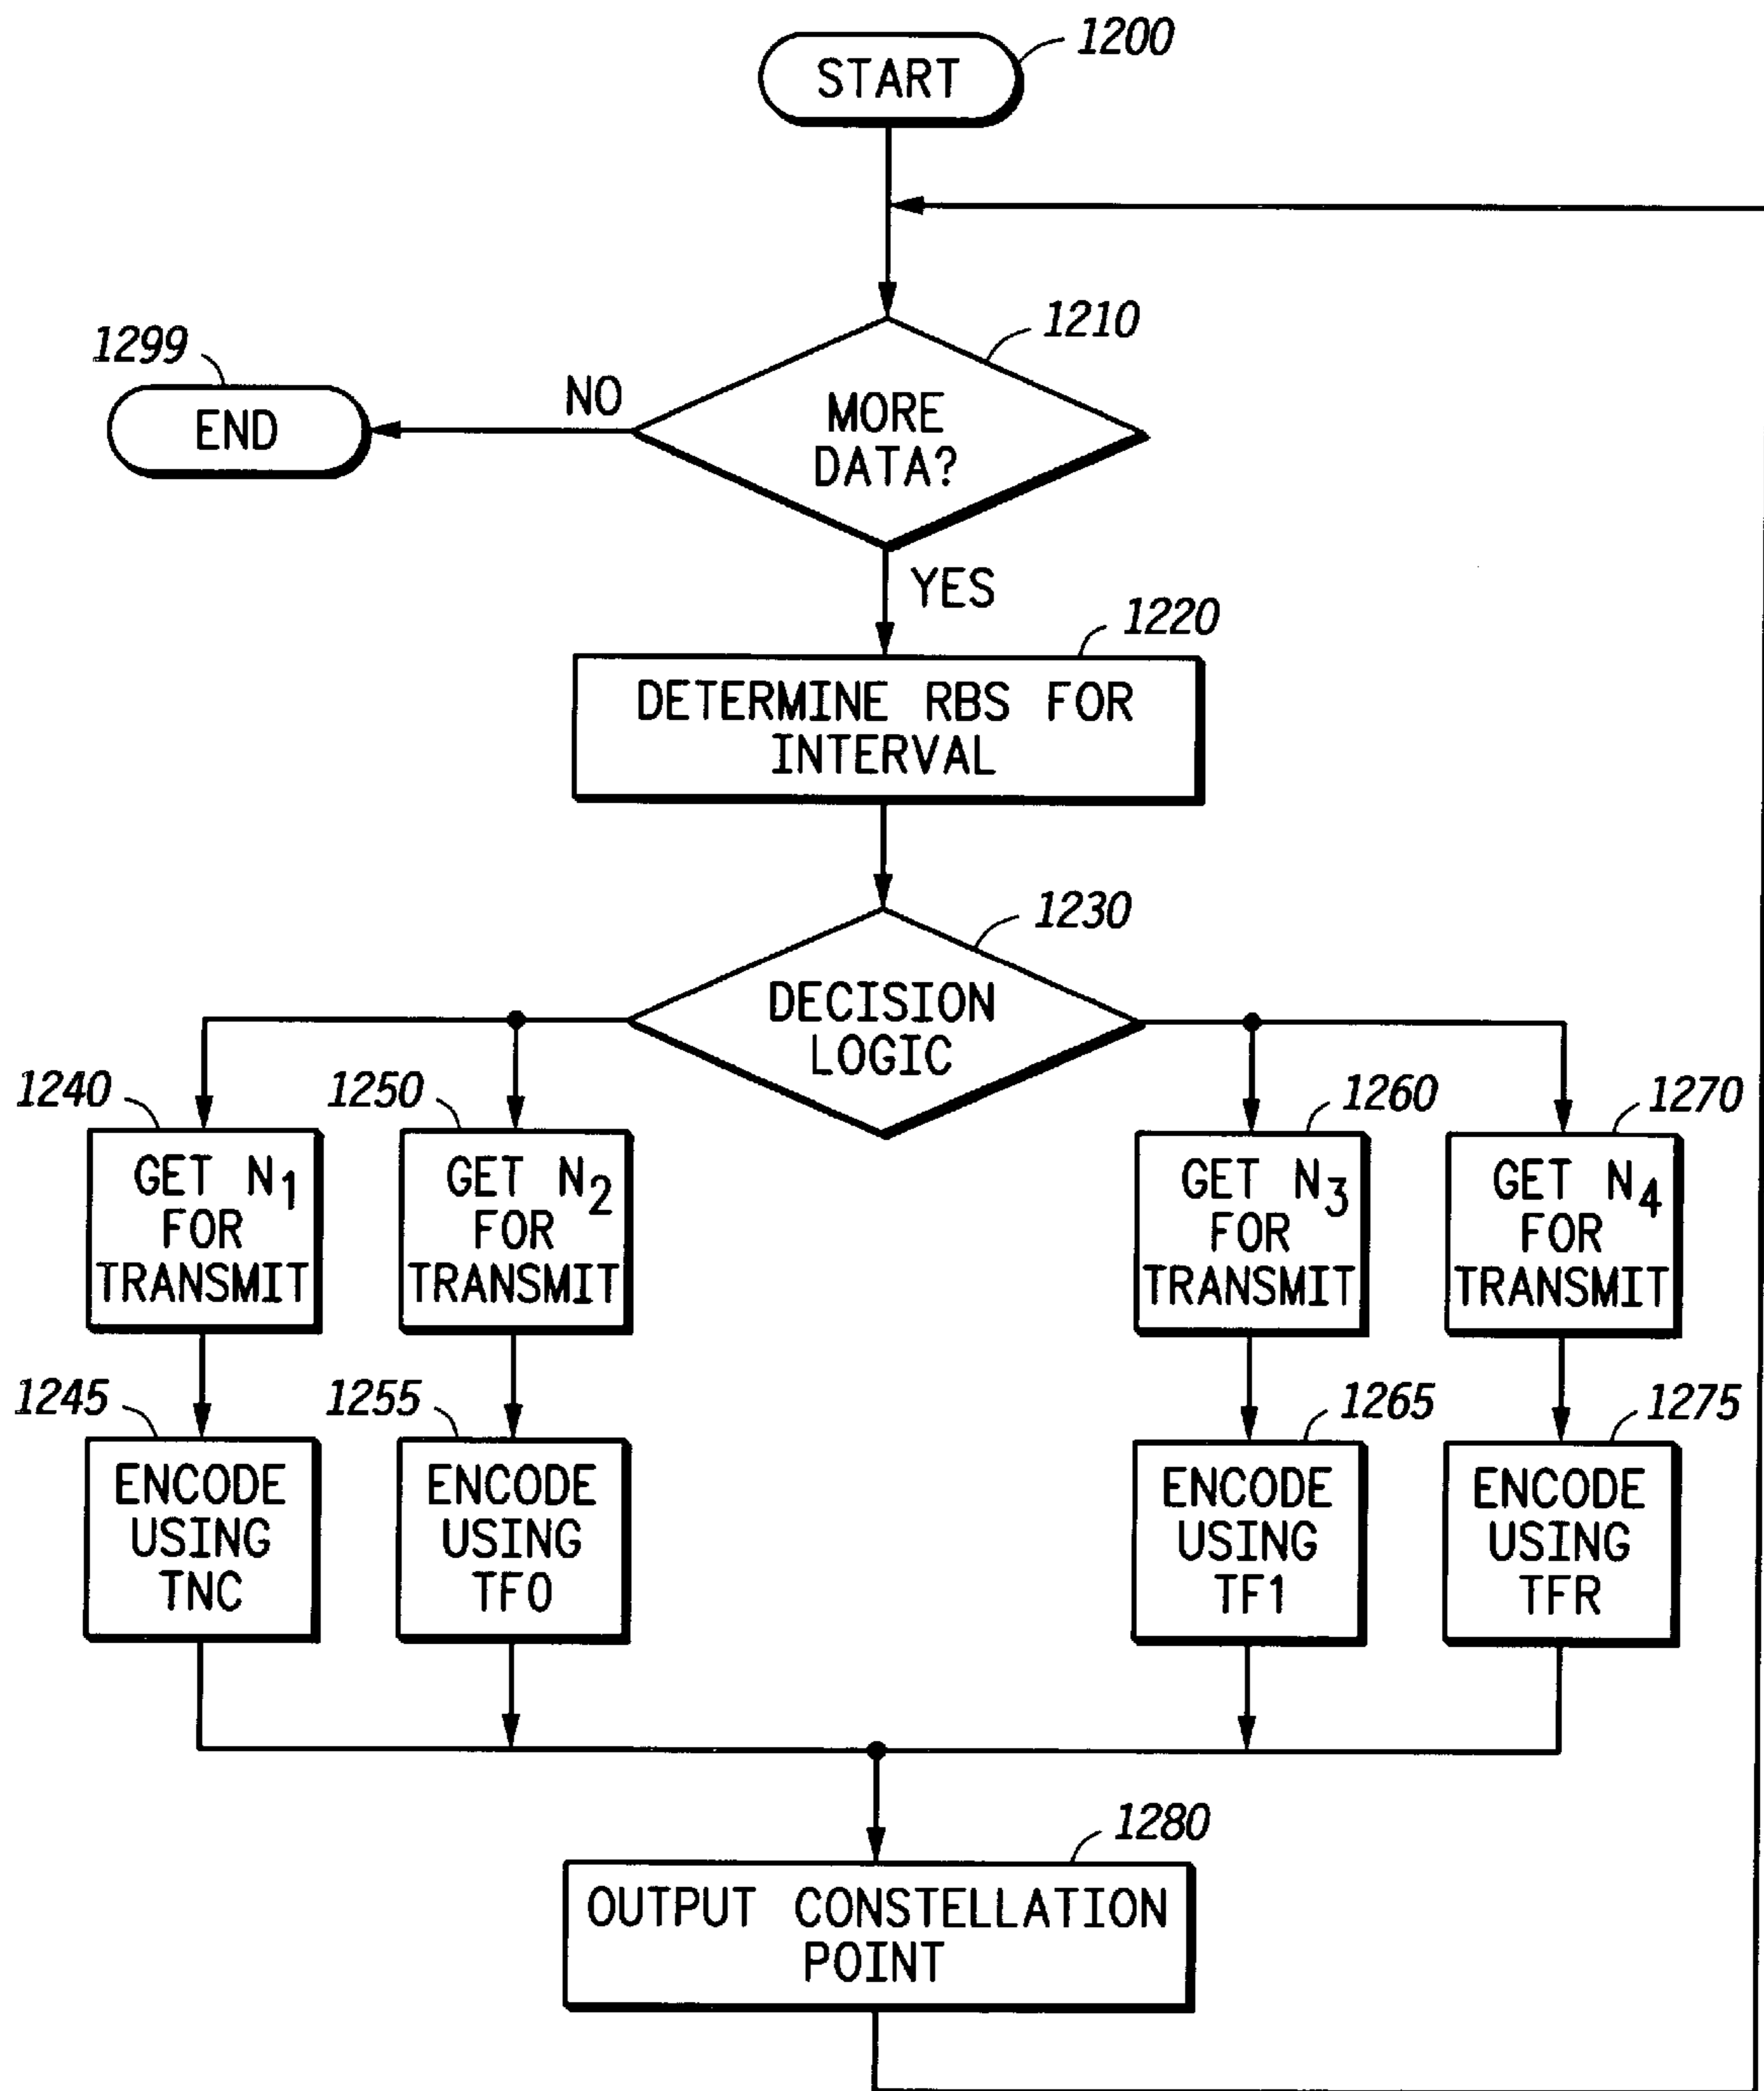 START
1200
1210
1299
NO
MORE
DATA?
END
YES
1220
DETERMINE RBS FOR
INTERVAL
1230
DECISION
LOGIC
1240
1250
1260
1270
GET N1
FOR
TRANSMIT
GET N2
FOR
TRANSMIT
GET N3
FOR
TRANSMIT
GET N4
FOR
TRANSMIT
1245
1255
1265
1275
ENCODE
USING
TNC
ENCODE
USING
TF0
ENCODE
USING
TF1
ENCODE
USING
TFR
1280
OUTPUT CONSTELLATION
POINT